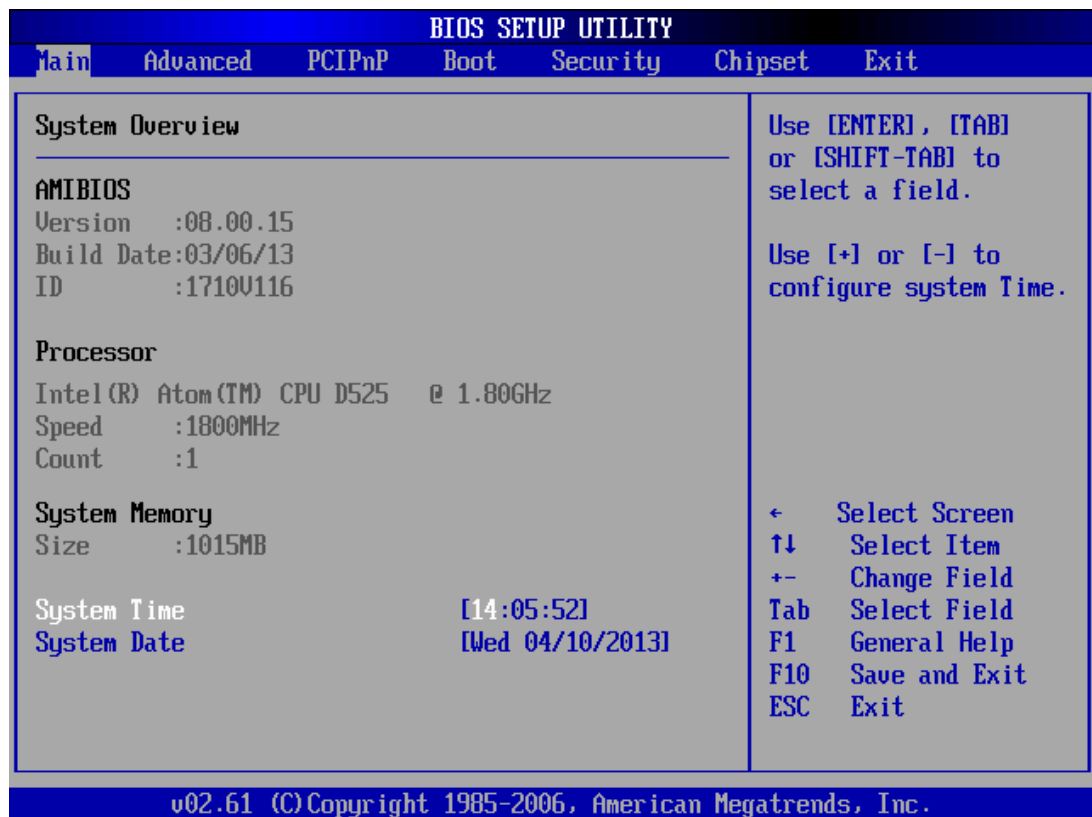 BIOS SETUP UTILITY
Main Advanced PCIPnP Boot Security Chipset Exit
System Overview
AMIBIOS
Version :08.00.15
Build Date:03/06/13
ID :1710V116
Processor
Intel(R) Atom(TM) CPU D525 @ 1.80GHz
Speed :1800MHz
Count :1
System Memory
Size :1015MB
System Time [14:05:52]
System Date [Wed 04/10/2013]
Use [ENTER], [TAB]
or [SHIFT-TAB] to
select a field.
Use [+] or [-] to
configure system Time.
← Select Screen
↑↓ Select Item
+- Change Field
Tab Select Field
F1 General Help
F10 Save and Exit
ESC Exit
v02.61 (C)Copyright 1985-2006, American Megatrends, Inc.